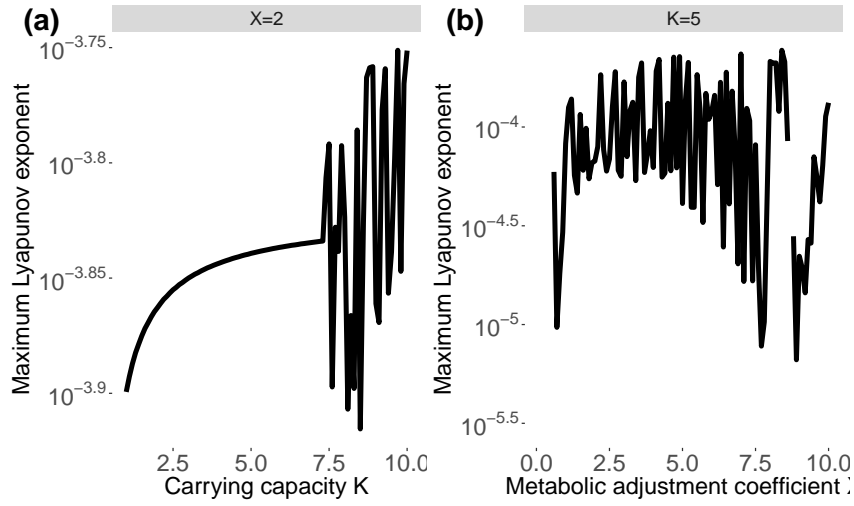 (a)
X=2
Maximum Lyapunov exponent
10^−3.75
10^−3.8
10^−3.85
10^−3.9
2.5 5.0 7.5 10.0
Carrying capacity K
(b)
K=5
Maximum Lyapunov exponent
10^−4
10^−4.5
10^−5
10^−5.5
0.0 2.5 5.0 7.5 10.0
Metabolic adjustment coefficient X